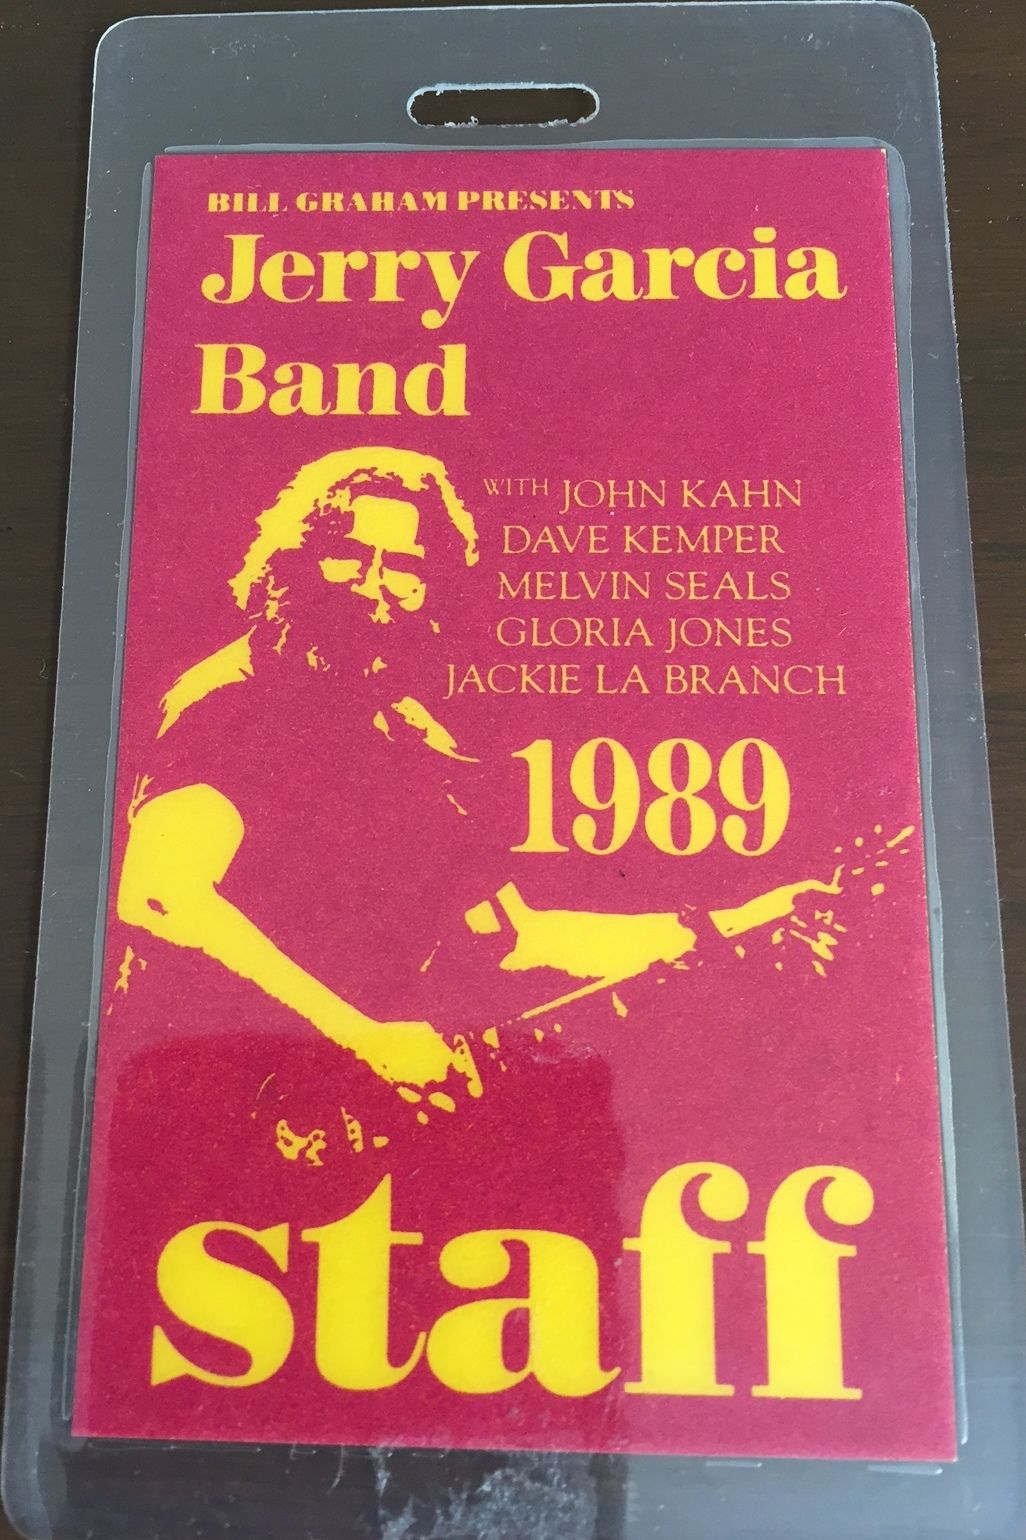 BILL GRAHAM PRESENTS
Jerry Garcia
Band
WITH JOHN KAHN
DAVE KEMPER
MELVIN SEALS
GLORIA JONES
JACKIE LA BRANCH
1989
staff